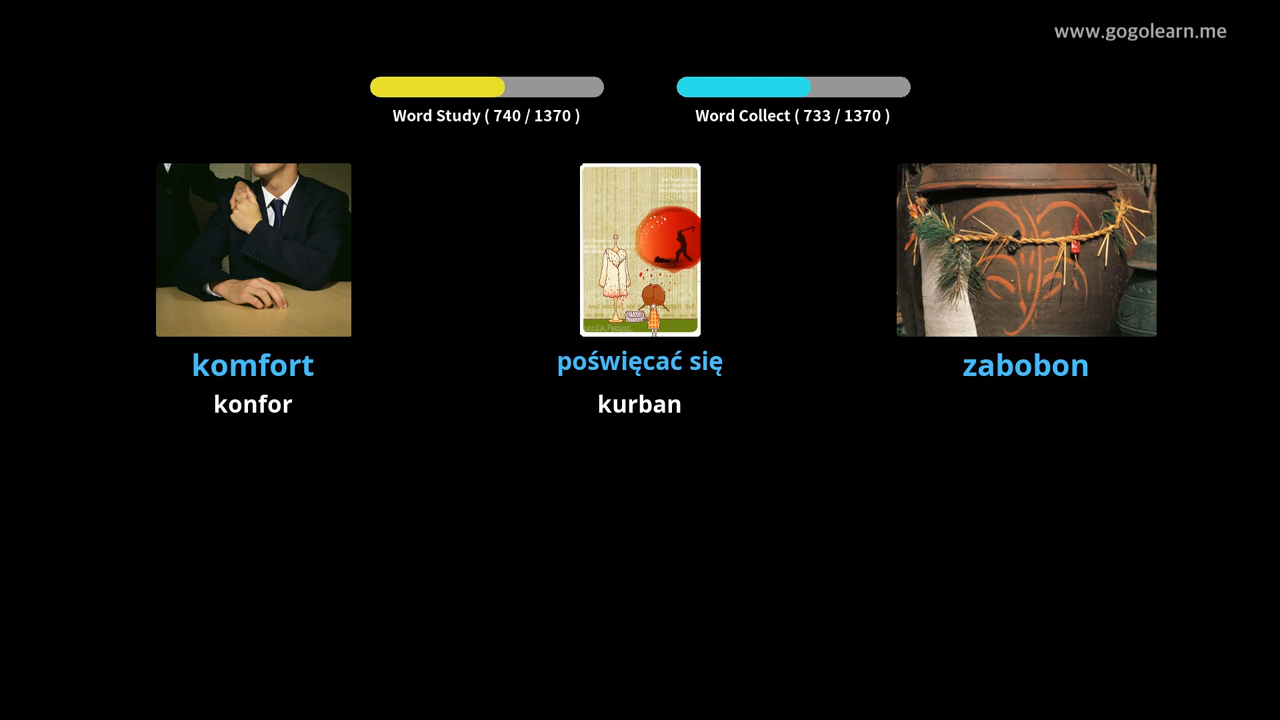 www.gogolearn.me
Word Study ( 740 / 1370 )
Word Collect ( 733 / 1370 )
komfort
poświęcać się
zabobon
konfor
kurban